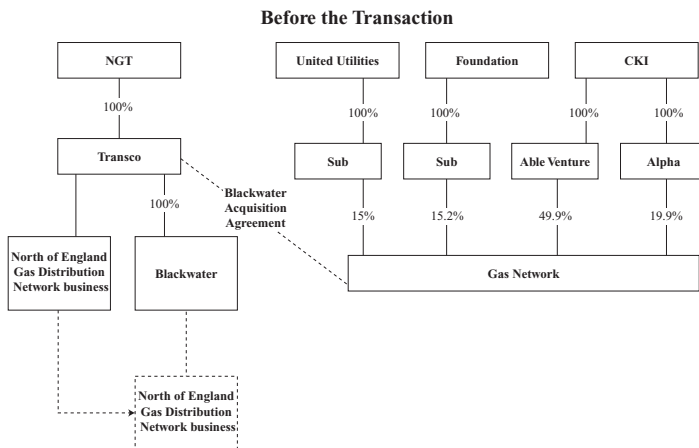 Before the Transaction
NGT
United Utilities
Foundation
CKI
100%
100%
100%
100%
100%
Transco
Sub
Sub
Able Venture
Alpha
100%
Blackwater
Acquisition
Agreement
15%
15.2%
49.9%
19.9%
North of England
Gas Distribution
Network business
Blackwater
Gas Network
North of England
Gas Distribution
Network business